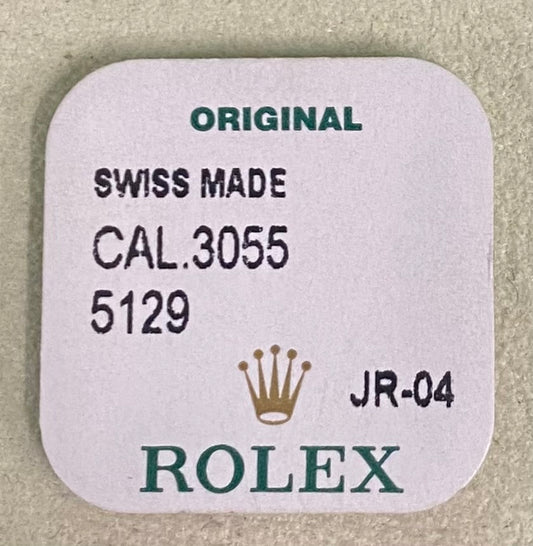 ORIGINAL
SWISS MADE
CAL.3055
5129
JR-04
ROLEX